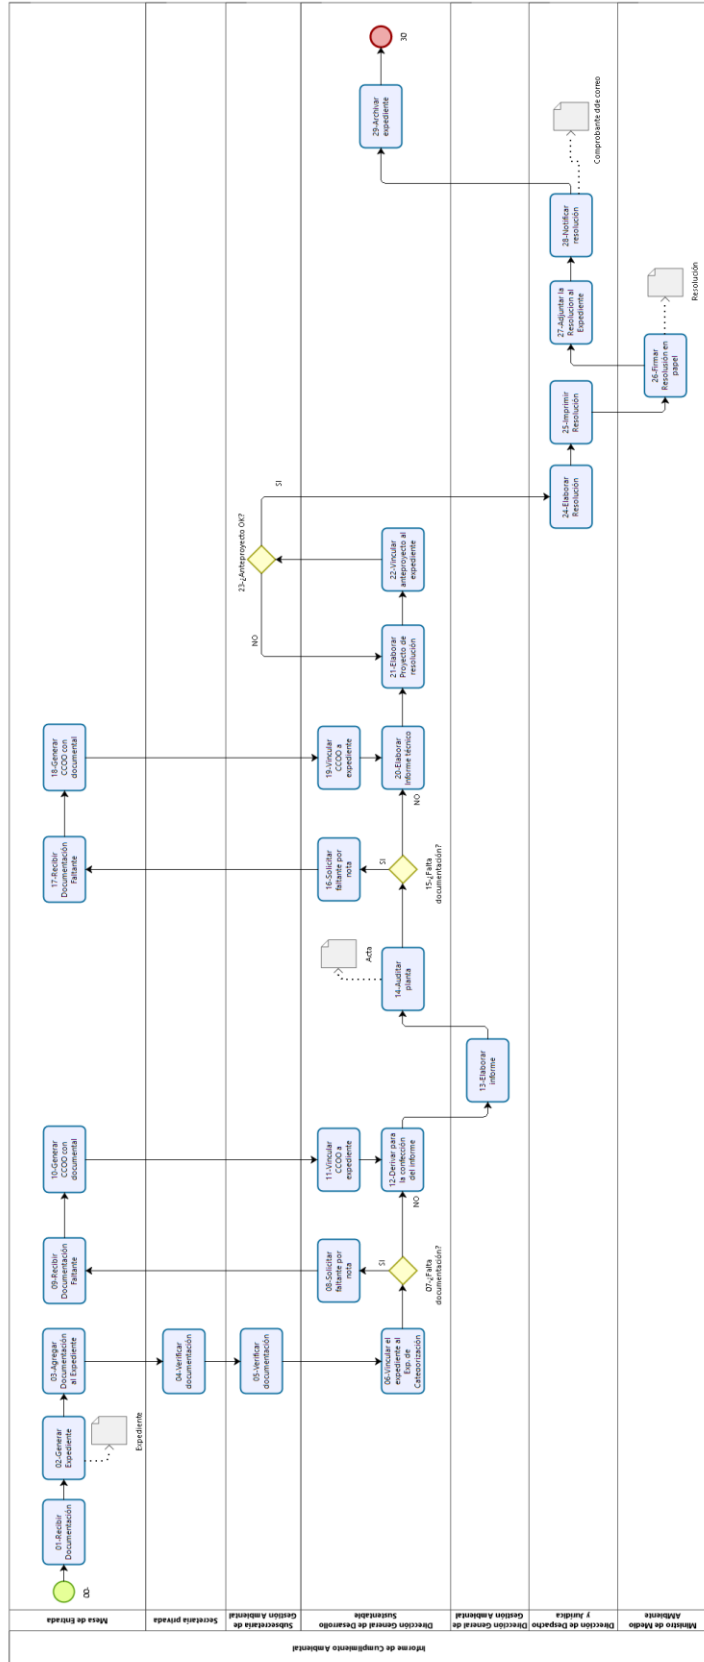 Informe de Cumplimiento Ambiental
Mesa de Entrada
Secretaria privada
Subsecretaria de
Gestión Ambiental
Dirección General de Desarrollo
Sustentable
Dirección General de
Gestión Ambiental
Dirección de Despacho
y Jurídica
Ministro de Medio
AMbiente
00-
01-Recibir
Documentación
02-Generar
Expediente
Expediente
03-Agregar
Documentación
al Expediente
04-Verificar
documentación
05-Verificar
documentación
06-Vincular el
expediente al
Exp. de
Categorización
07-¿Falta
documentación?
SI
NO
08-Solicitar
faltante por
nota
09-Recibir
Documentación
Faltante
10-Generar
CCOO con
documental
11-Vincular
CCOO a
expediente
12-Derivar para
la confección
del informe
13-Elaborar
informe
14-Auditar
planta
Acta
15-¿Falta
documentación?
SI
NO
16-Solicitar
faltante por
nota
17-Recibir
Documentación
Faltante
18-Generar
CCOO con
documental
19-Vincular
CCOO a
expediente
20-Elaborar
Informe técnico
21-Elaborar
Proyecto de
resolución
22-Vincular
anteproyecto al
expediente
23-¿Anteproyecto OK?
NO
SI
24-Elaborar
Resolución
25-Imprimir
Resolución
26-Firmar
Resolusión en
papel
Resolución
27-Adjuntar la
Resolucion al
Expediente
28-Notificar
resolución
Comprobante dde correo
29-Archivar
expediente
30